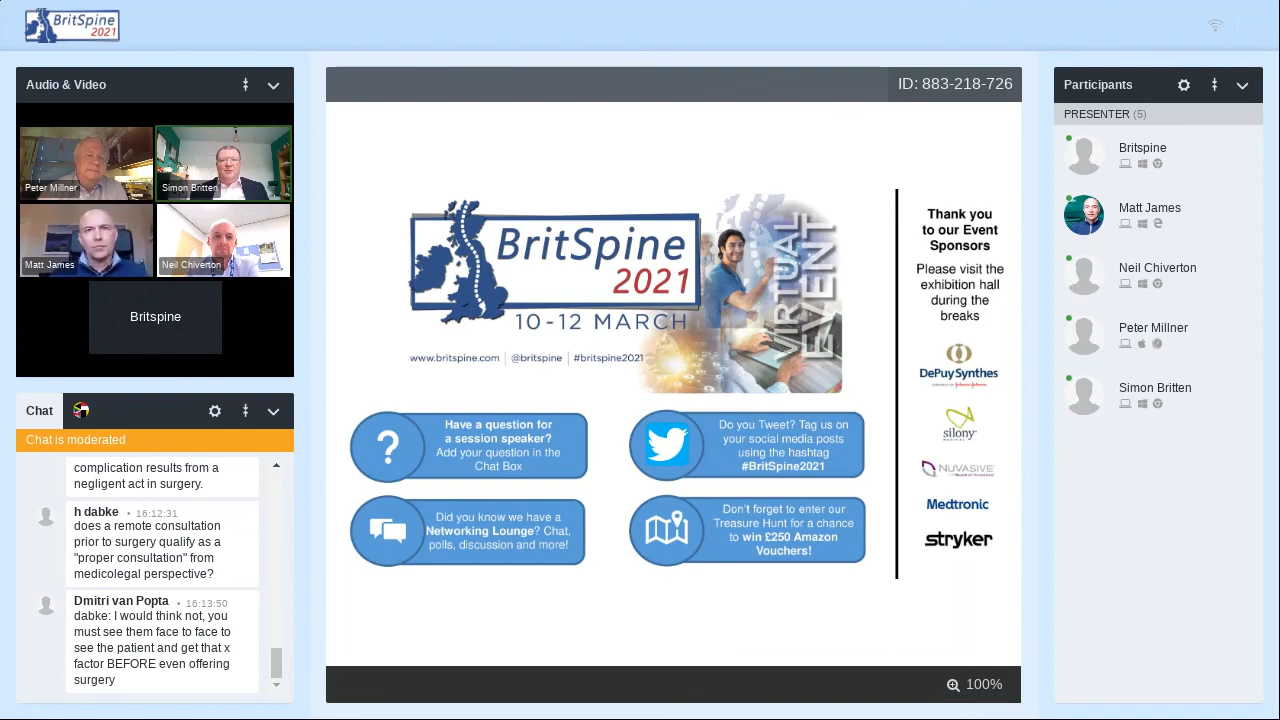 BritSpine
2021
Audio & Video
Peter Millner
Simon Britten
Matt James
Neil Chiverton
Britspine
Chat
Chat is moderated
complication results from a
negligent act in surgery.
h dabke • 16:12:31
does a remote consultation
prior to surgery qualify as a
"proper consultation" from
medicolegal perspective?
Dmitri van Popta • 16:13:50
dabke: I would think not, you
must see them face to face to
see the patient and get that x
factor BEFORE even offering
surgery
ID: 883-218-726
BritSpine
2021
10-12 MARCH
VIRTUAL
EVENT
www.britspine.com | @britspine | #britspine2021
?
Have a question for
a session speaker?
Add your question in the
Chat Box
Do you Tweet? Tag us on
your social media posts
using the hashtag
#BritSpine2021
Did you know we have a
Networking Lounge? Chat,
polls, discussion and more!
Don't forget to enter our
Treasure Hunt for a chance
to win £250 Amazon
Vouchers!
Thank you
to our Event
Sponsors
Please visit the
exhibition hall
during the
breaks
DePuy Synthes
silony
MEDICAL
NUVASIVE
Medtronic
stryker
100%
Participants
PRESENTER (5)
Britspine
Matt James
Neil Chiverton
Peter Millner
Simon Britten